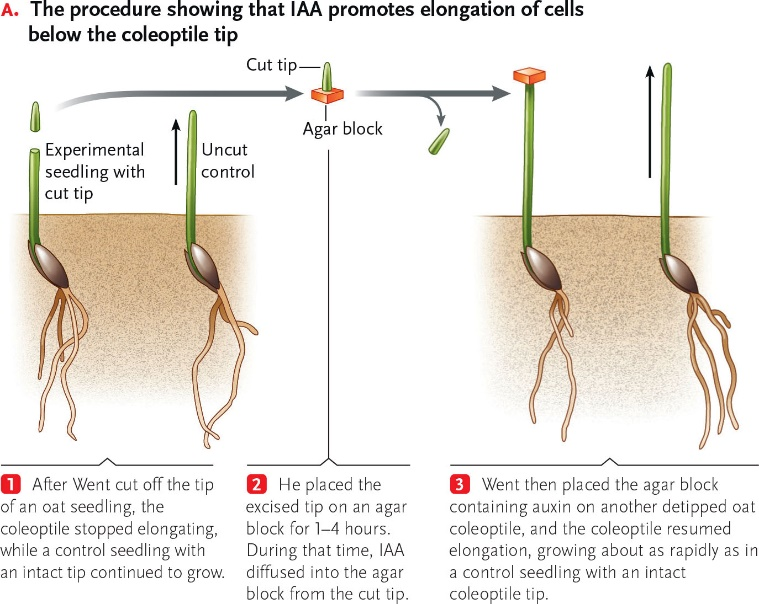 A. The procedure showing that IAA promotes elongation of cells
below the coleoptile tip
Cut tip
Agar block
Experimental
seedling with
cut tip
Uncut
control
1 After Went cut off the tip
of an oat seedling, the
coleoptile stopped elongating,
while a control seedling with
an intact tip continued to grow.
2 He placed the
excised tip on an agar
block for 1–4 hours.
During that time, IAA
diffused into the agar
block from the cut tip.
3 Went then placed the agar block
containing auxin on another detipped oat
coleoptile, and the coleoptile resumed
elongation, growing about as rapidly as in
a control seedling with an intact
coleoptile tip.